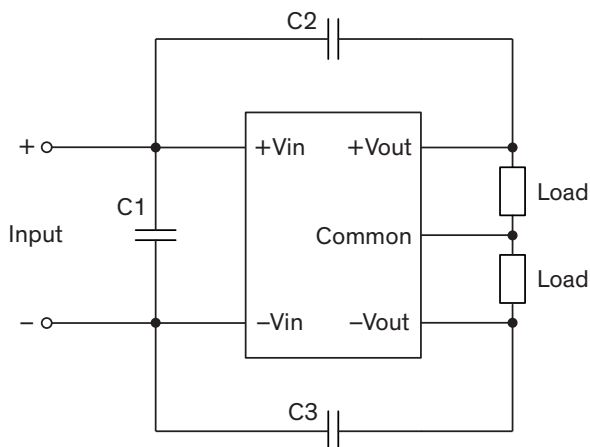 C2
+
+Vin
+Vout
C1
Load
Input
Common
Load
−
−Vin
−Vout
C3